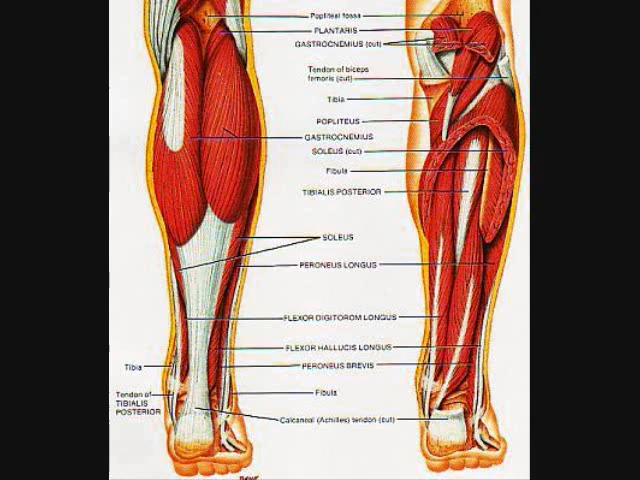 Popliteal fossa
PLANTARIS
GASTROCNEMIUS (cut)
Tendon of biceps
femoris (cut)
Tibia
POPLITEUS
GASTROCNEMIUS
SOLEUS (cut)
Fibula
TIBIALIS POSTERIOR
SOLEUS
PERONEUS LONGUS
FLEXOR DIGITORUM LONGUS
FLEXOR HALLUCIS LONGUS
Tibia
PERONEUS BREVIS
Tendon of
TIBIALIS
POSTERIOR
Fibula
Calcaneal (Achilles) tendon (cut)